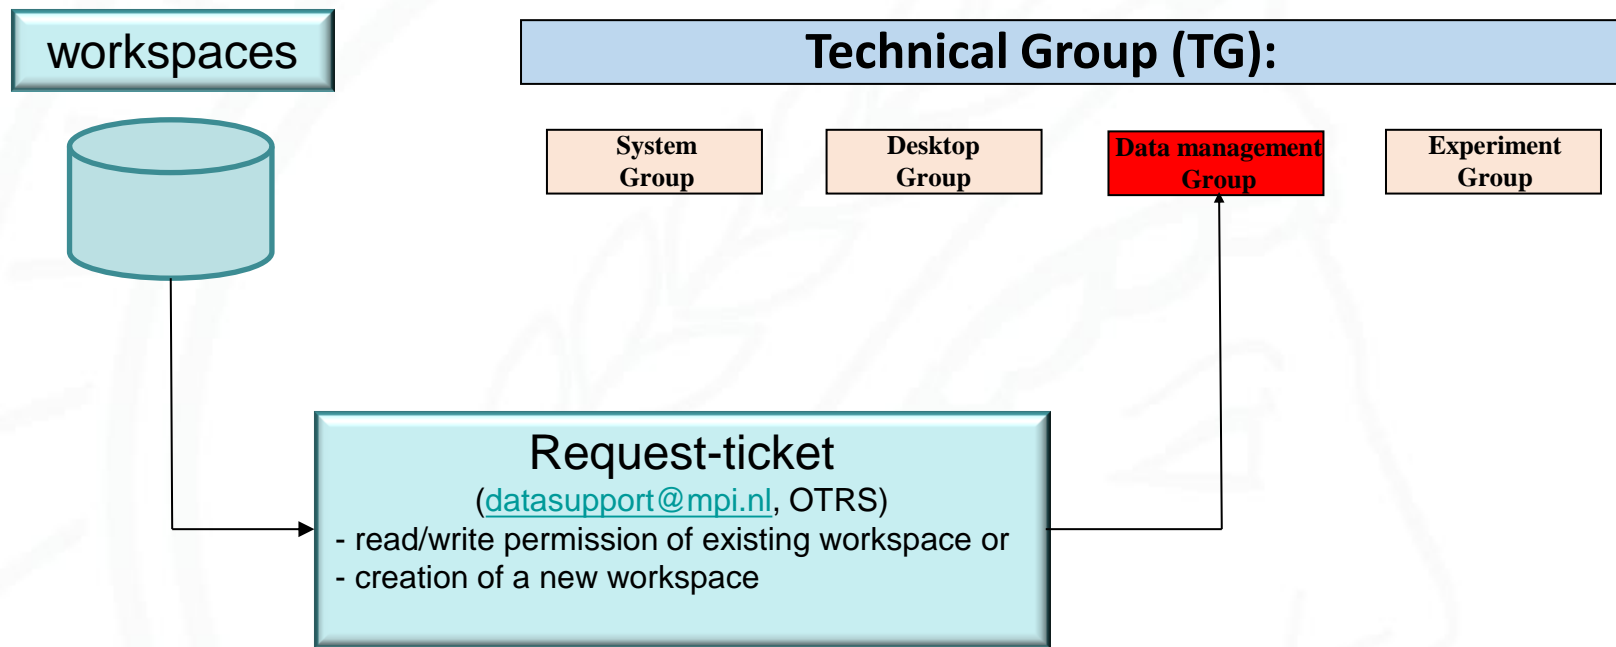 workspaces
Technical Group (TG):
System
Group
Desktop
Group
Data management
Group
Experiment
Group
Request-ticket
(datasupport@mpi.nl, OTRS)
- read/write permission of existing workspace or
- creation of a new workspace